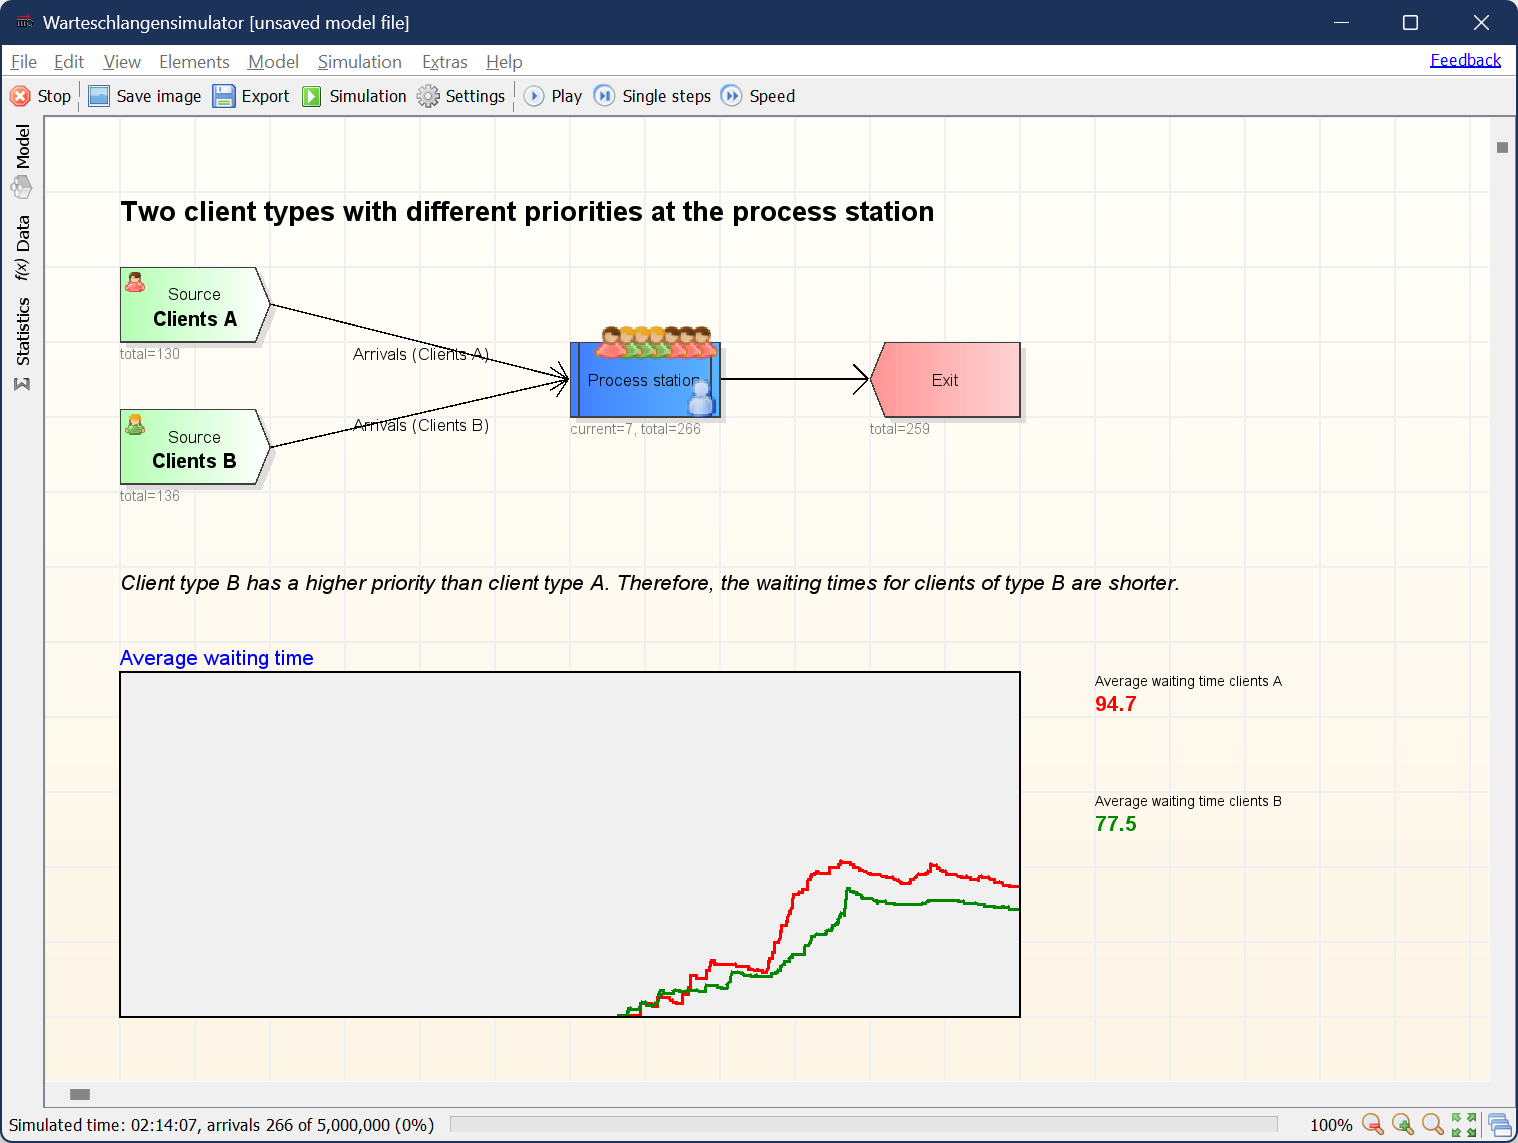 Warteschlangensimulator [unsaved model file]
File Edit View Elements Model Simulation Extras Help
Feedback
Stop Save image Export Simulation Settings Play Single steps Speed
Model
f(x) Data
Σ Statistics
Two client types with different priorities at the process station
Source
Clients A
total=130
Arrivals (Clients A)
Process station
current=7, total=266
Exit
total=259
Source
Clients B
total=136
Arrivals (Clients B)
Client type B has a higher priority than client type A. Therefore, the waiting times for clients of type B are shorter.
Average waiting time
Average waiting time clients A
94.7
Average waiting time clients B
77.5
Simulated time: 02:14:07, arrivals 266 of 5,000,000 (0%)
100%